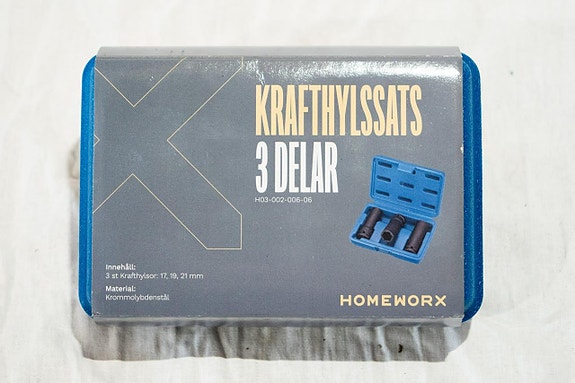 KRAFTHYLSSATS
3 DELAR
H03-002-006-06
Innehåll:
3 st Krafthylsor: 17, 19, 21 mm
Material:
Krommolybdenstål
HOMEWORX